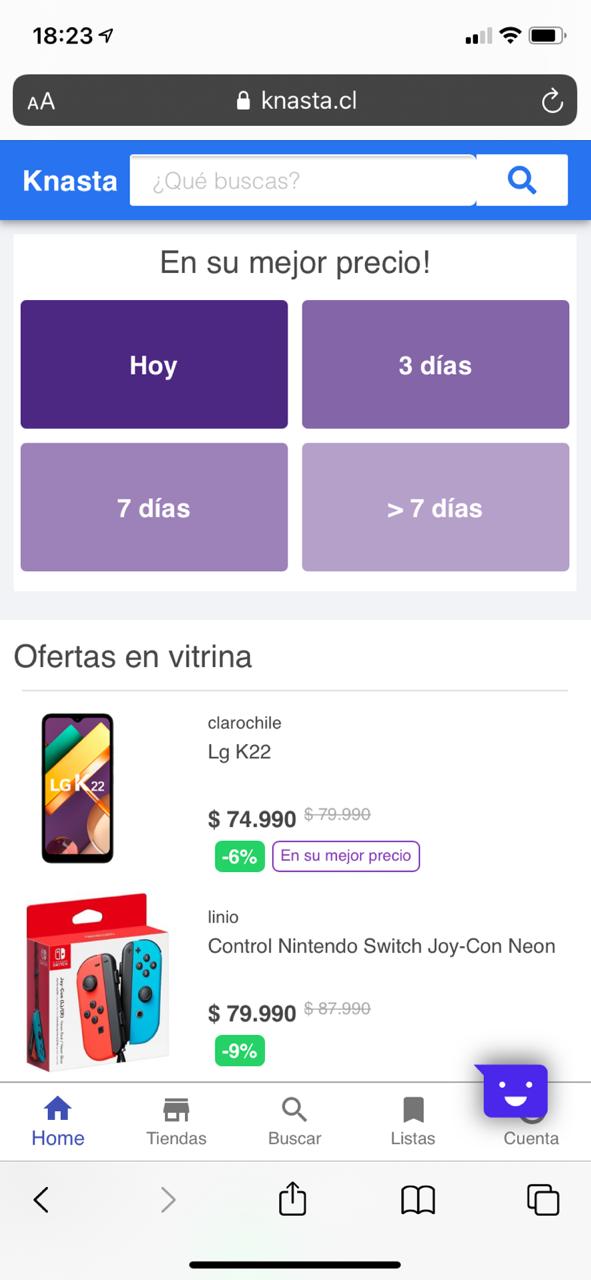 18:23
AA
knasta.cl
Knasta
¿Qué buscas?
En su mejor precio!
Hoy
3 días
7 días
> 7 días
Ofertas en vitrina
LG K22
clarochile
Lg K22
$ 74.990 $ 79.990
-6% En su mejor precio
linio
Control Nintendo Switch Joy-Con Neon
$ 79.990 $ 87.990
-9%
Home
Tiendas
Buscar
Listas
Cuenta